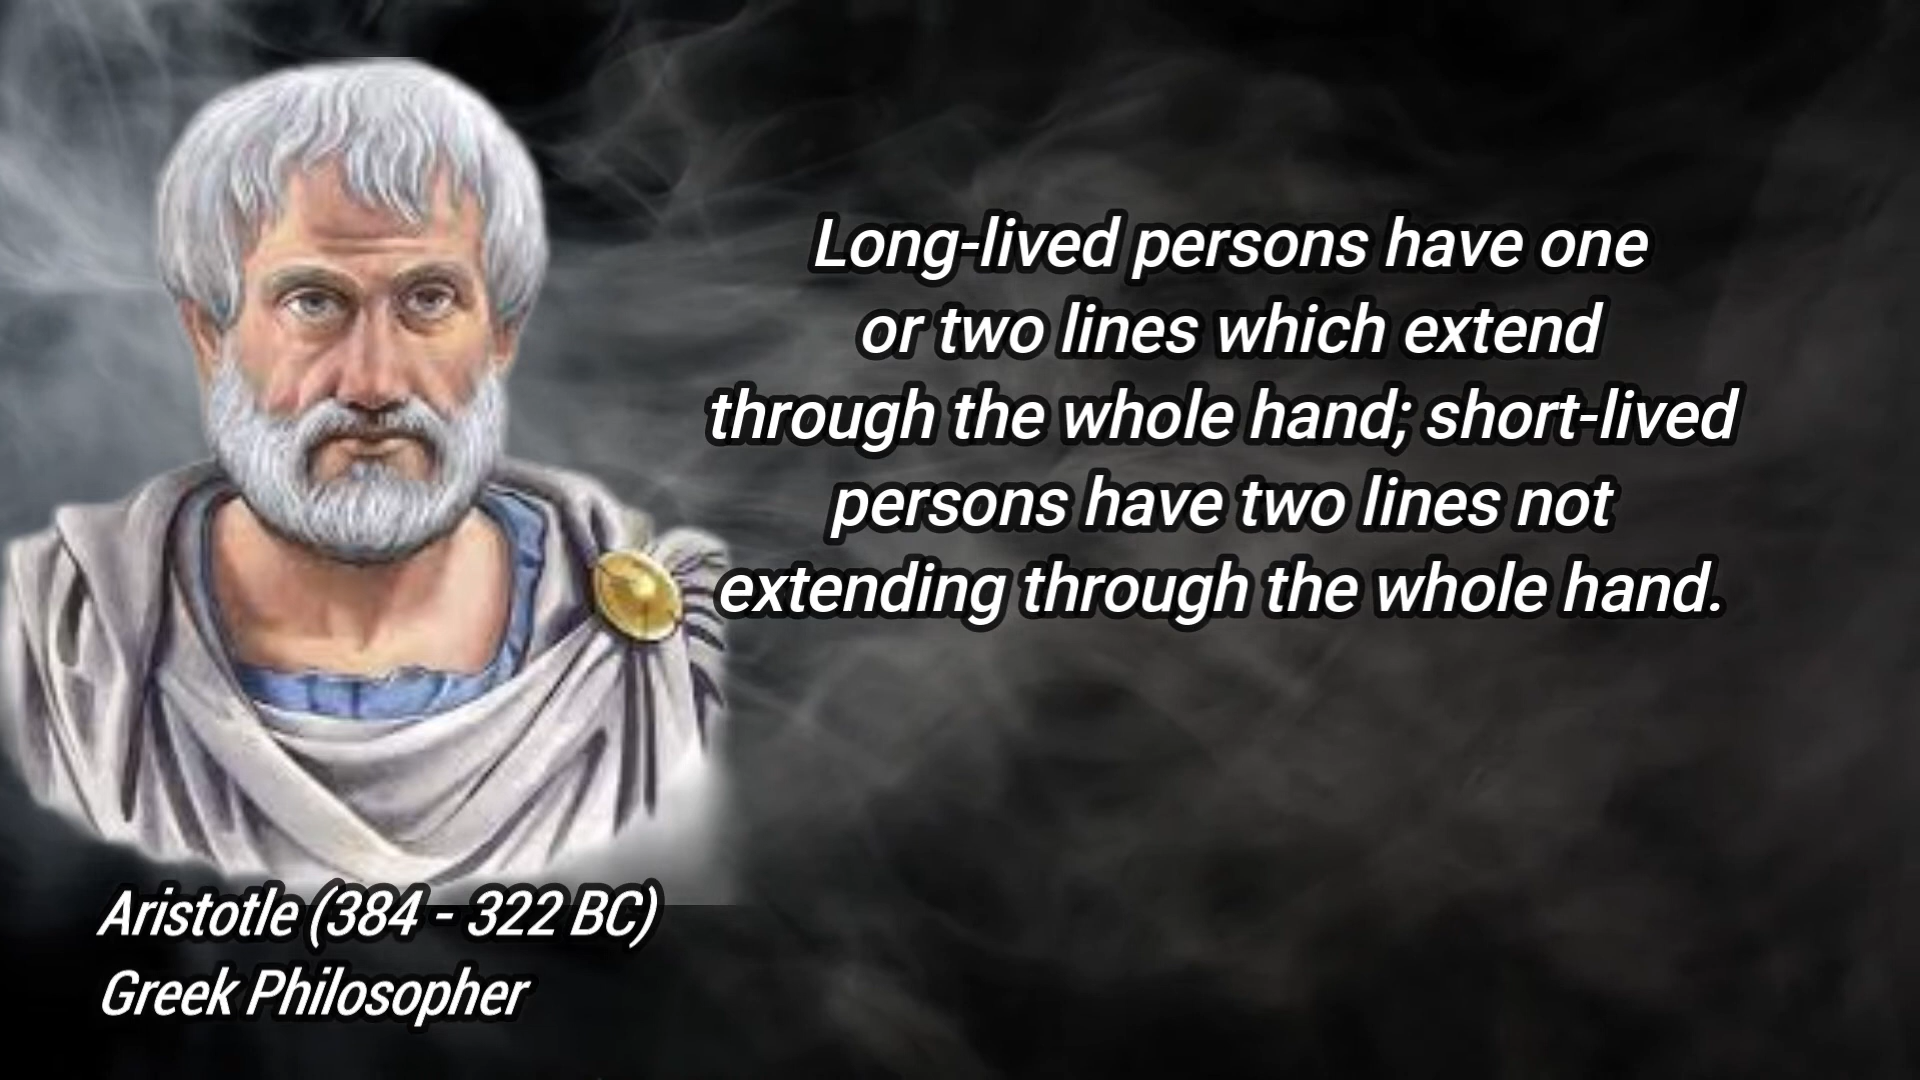 Long-lived persons have one
or two lines which extend
through the whole hand; short-lived
persons have two lines not
extending through the whole hand.
Aristotle (384 - 322 BC)
Greek Philosopher